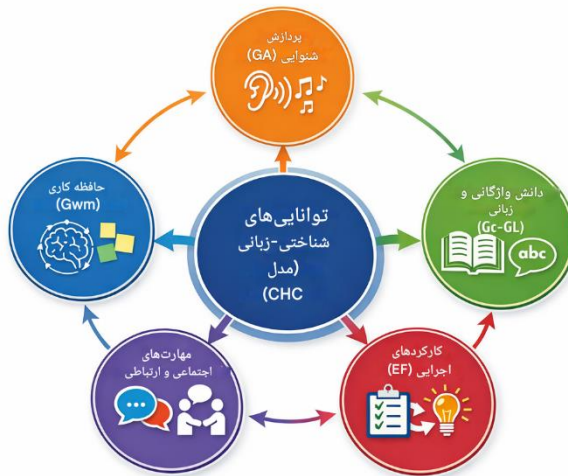 پردازش
شنوایی (GA)
حافظه کاری
(Gwm)
توانایی‌های
شناختی-زبانی
(مدل
CHC)
دانش واژگانی و
زبانی
(Gc-GL)
abc
مهارت‌های
اجتماعی و ارتباطی
کارکردهای
اجرایی (EF)